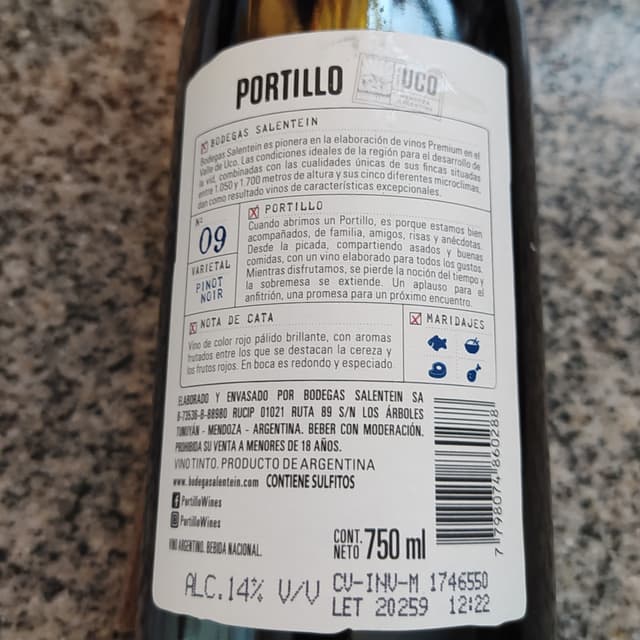 PORTILLO
UCO
BODEGAS SALENTEIN
Bodegas Salentein es pionera en la elaboración de vinos Premium en el
Valle de Uco. Las condiciones ideales de la región para el desarrollo de
la vid, combinadas con las cualidades únicas de sus fincas situadas
entre 1.050 y 1.700 metros de altura y sus cinco diferentes microclimas,
dan como resultado vinos de características excepcionales.
Nº
09
VARIETAL
PINOT
NOIR
PORTILLO
Cuando abrimos un Portillo, es porque estamos bien
acompañados, de familia, amigos, risas y anécdotas.
Desde la picada, compartiendo asados y buenas
comidas, con un vino elaborado para todos los gustos.
Mientras disfrutamos, se pierde la noción del tiempo y
la sobremesa se extiende. Un aplauso para el
anfitrión, una promesa para un próximo encuentro.
NOTA DE CATA
Vino de color rojo pálido brillante, con aromas
frutados entre los que se destacan la cereza y
los frutos rojos. En boca es redondo y especiado.
MARIDAJES
ELABORADO Y ENVASADO POR BODEGAS SALENTEIN SA
B-73536-B-88980 RUCIP 01021 RUTA 89 S/N LOS ÁRBOLES
TUNUYÁN - MENDOZA - ARGENTINA. BEBER CON MODERACIÓN.
PROHIBIDA SU VENTA A MENORES DE 18 AÑOS.
VINO TINTO. PRODUCTO DE ARGENTINA
www.bodegasalentein.com CONTIENE SULFITOS
PortilloWines
PortilloWines
VINO ARGENTINO. BEBIDA NACIONAL.
CONT.
NETO 750 ml
7 798074 860288
ALC.14% V/V CV-INV-M 1746550
LET 20259 12:22